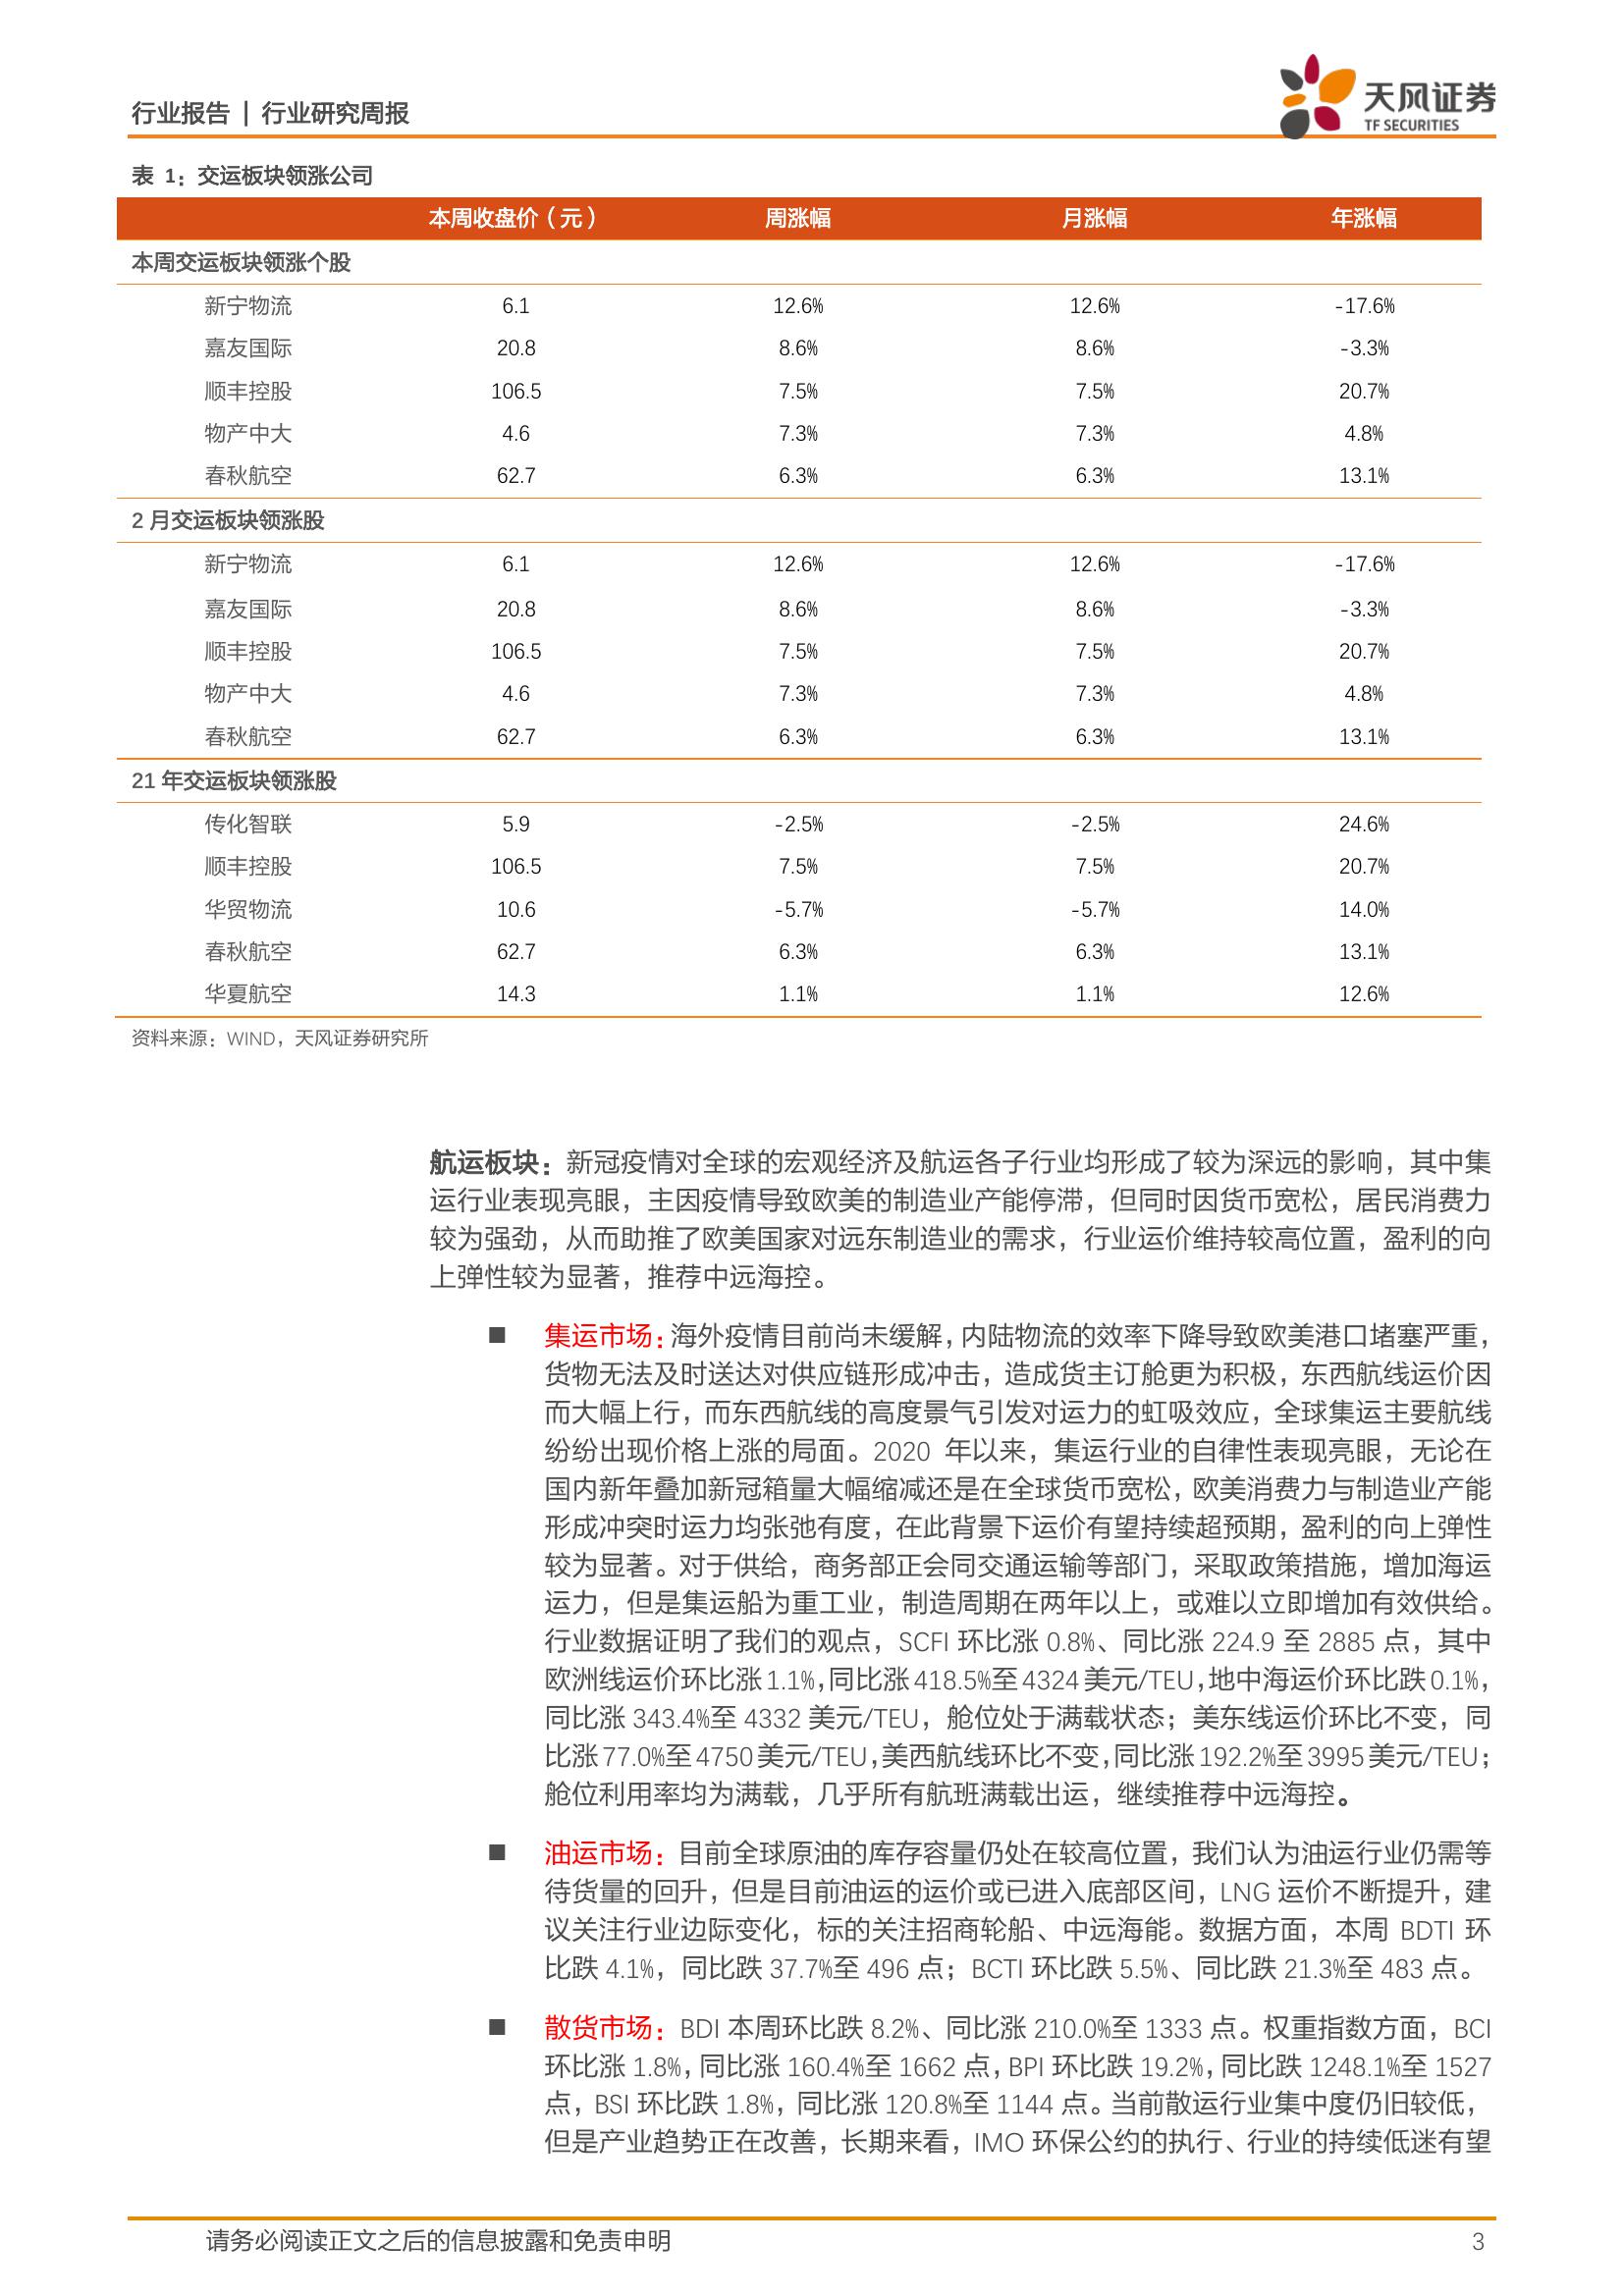 行业报告 | 行业研究周报
天风证券
TF SECURITIES
表 1：交运板块领涨公司
本周收盘价（元） 周涨幅 月涨幅 年涨幅
本周交运板块领涨个股
新宁物流 6.1 12.6% 12.6% -17.6%
嘉友国际 20.8 8.6% 8.6% -3.3%
顺丰控股 106.5 7.5% 7.5% 20.7%
物产中大 4.6 7.3% 7.3% 4.8%
春秋航空 62.7 6.3% 6.3% 13.1%
2 月交运板块领涨股
新宁物流 6.1 12.6% 12.6% -17.6%
嘉友国际 20.8 8.6% 8.6% -3.3%
顺丰控股 106.5 7.5% 7.5% 20.7%
物产中大 4.6 7.3% 7.3% 4.8%
春秋航空 62.7 6.3% 6.3% 13.1%
21 年交运板块领涨股
传化智联 5.9 -2.5% -2.5% 24.6%
顺丰控股 106.5 7.5% 7.5% 20.7%
华贸物流 10.6 -5.7% -5.7% 14.0%
春秋航空 62.7 6.3% 6.3% 13.1%
华夏航空 14.3 1.1% 1.1% 12.6%
资料来源：WIND，天风证券研究所
航运板块：新冠疫情对全球的宏观经济及航运各子行业均形成了较为深远的影响，其中集
运行业表现亮眼，主因疫情导致欧美的制造业产能停滞，但同时因货币宽松，居民消费力
较为强劲，从而助推了欧美国家对远东制造业的需求，行业运价维持较高位置，盈利的向
上弹性较为显著，推荐中远海控。
■ 集运市场：海外疫情目前尚未缓解，内陆物流的效率下降导致欧美港口堵塞严重，
货物无法及时送达对供应链形成冲击，造成货主订舱更为积极，东西航线运价因
而大幅上行，而东西航线的高度景气引发对运力的虹吸效应，全球集运主要航线
纷纷出现价格上涨的局面。2020 年以来，集运行业的自律性表现亮眼，无论在
国内新年叠加新冠箱量大幅缩减还是在全球货币宽松，欧美消费力与制造业产能
形成冲突时运力均张弛有度，在此背景下运价有望持续超预期，盈利的向上弹性
较为显著。对于供给，商务部正会同交通运输等部门，采取政策措施，增加海运
运力，但是集运船为重工业，制造周期在两年以上，或难以立即增加有效供给。
行业数据证明了我们的观点，SCFI 环比涨 0.8%、同比涨 224.9 至 2885 点，其中
欧洲线运价环比涨 1.1%，同比涨 418.5%至 4324 美元/TEU，地中海运价环比跌 0.1%，
同比涨 343.4%至 4332 美元/TEU，舱位处于满载状态；美东线运价环比不变，同
比涨 77.0%至 4750 美元/TEU，美西航线环比不变，同比涨 192.2%至 3995 美元/TEU；
舱位利用率均为满载，几乎所有航班满载出运，继续推荐中远海控。
■ 油运市场：目前全球原油的库存容量仍处在较高位置，我们认为油运行业仍需等
待货量的回升，但是目前油运的运价或已进入底部区间，LNG 运价不断提升，建
议关注行业边际变化，标的关注招商轮船、中远海能。数据方面，本周 BDTI 环
比跌 4.1%，同比跌 37.7%至 496 点；BCTI 环比跌 5.5%、同比跌 21.3%至 483 点。
■ 散货市场：BDI 本周环比跌 8.2%、同比涨 210.0%至 1333 点。权重指数方面，BCI
环比涨 1.8%，同比涨 160.4%至 1662 点，BPI 环比跌 19.2%，同比跌 1248.1%至 1527
点，BSI 环比跌 1.8%，同比涨 120.8%至 1144 点。当前散运行业集中度仍旧较低，
但是产业趋势正在改善，长期来看，IMO 环保公约的执行、行业的持续低迷有望
请务必阅读正文之后的信息披露和免责申明 3